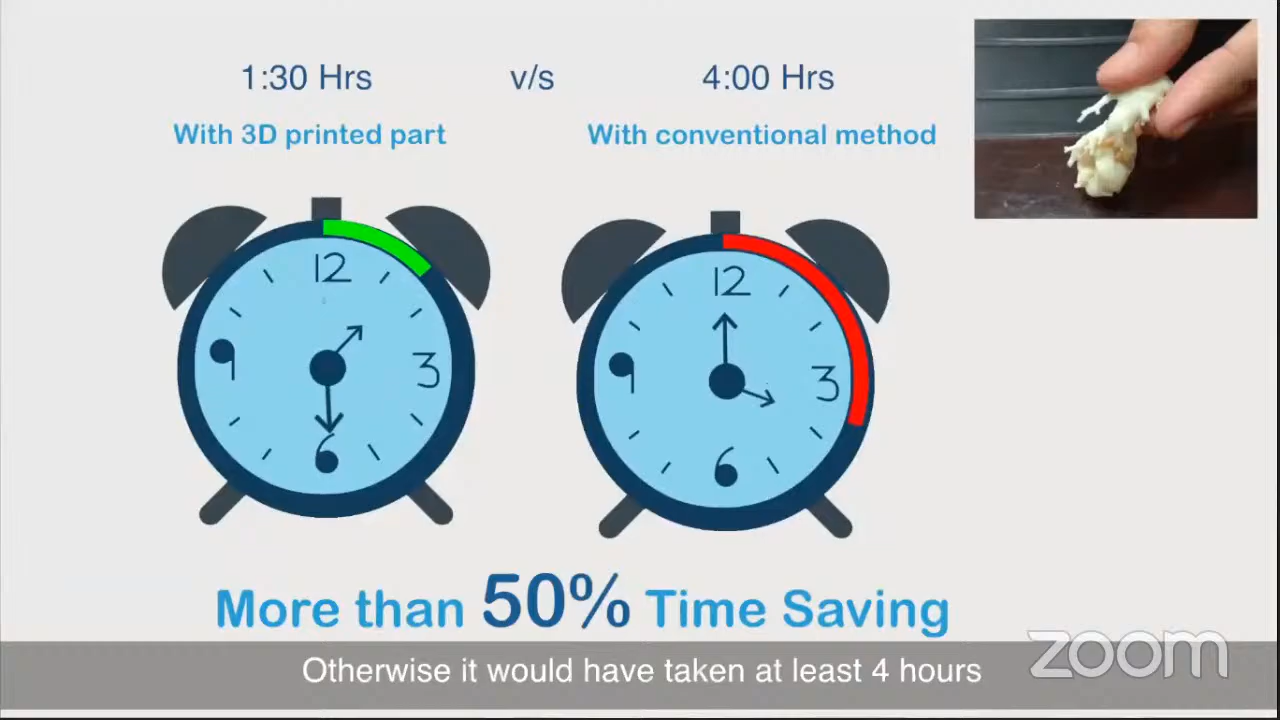 1:30 Hrs v/s 4:00 Hrs
With 3D printed part With conventional method
12 12
9 3 9 3
6 6
More than 50% Time Saving
Otherwise it would have taken at least 4 hours
zoom